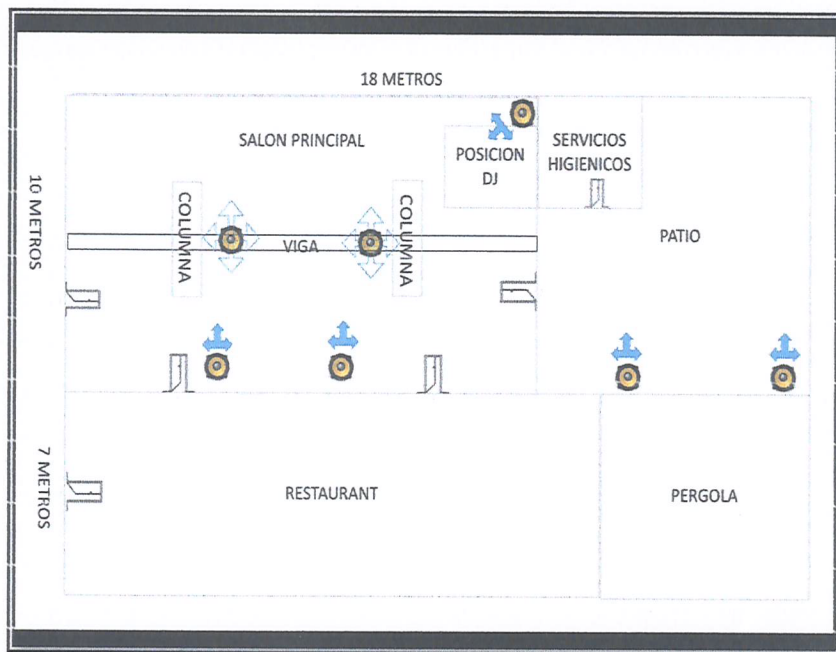 18 METROS
SALON PRINCIPAL
POSICION
DJ
SERVICIOS
HIGIENICOS
10 METROS
COLUMNA
VIGA
COLUMNA
PATIO
7 METROS
RESTAURANT
PERGOLA